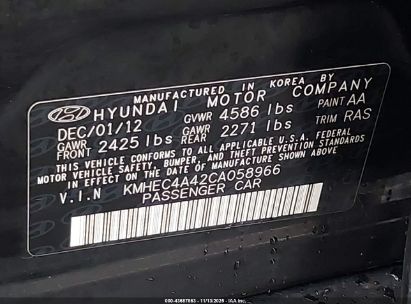 MANUFACTURED IN KOREA BY
HYUNDAI MOTOR COMPANY
DEC/01/12 GVWR 4586 lbs PAINT AA
GAWR FRONT 2425 lbs GAWR REAR 2271 lbs TRIM RAS
THIS VEHICLE CONFORMS TO ALL APPLICABLE U.S.A. FEDERAL
MOTOR VEHICLE SAFETY, BUMPER, AND THEFT PREVENTION STANDARDS
IN EFFECT ON THE DATE OF MANUFACTURE SHOWN ABOVE
V.I.N KMHEC4A42CA058966
PASSENGER CAR